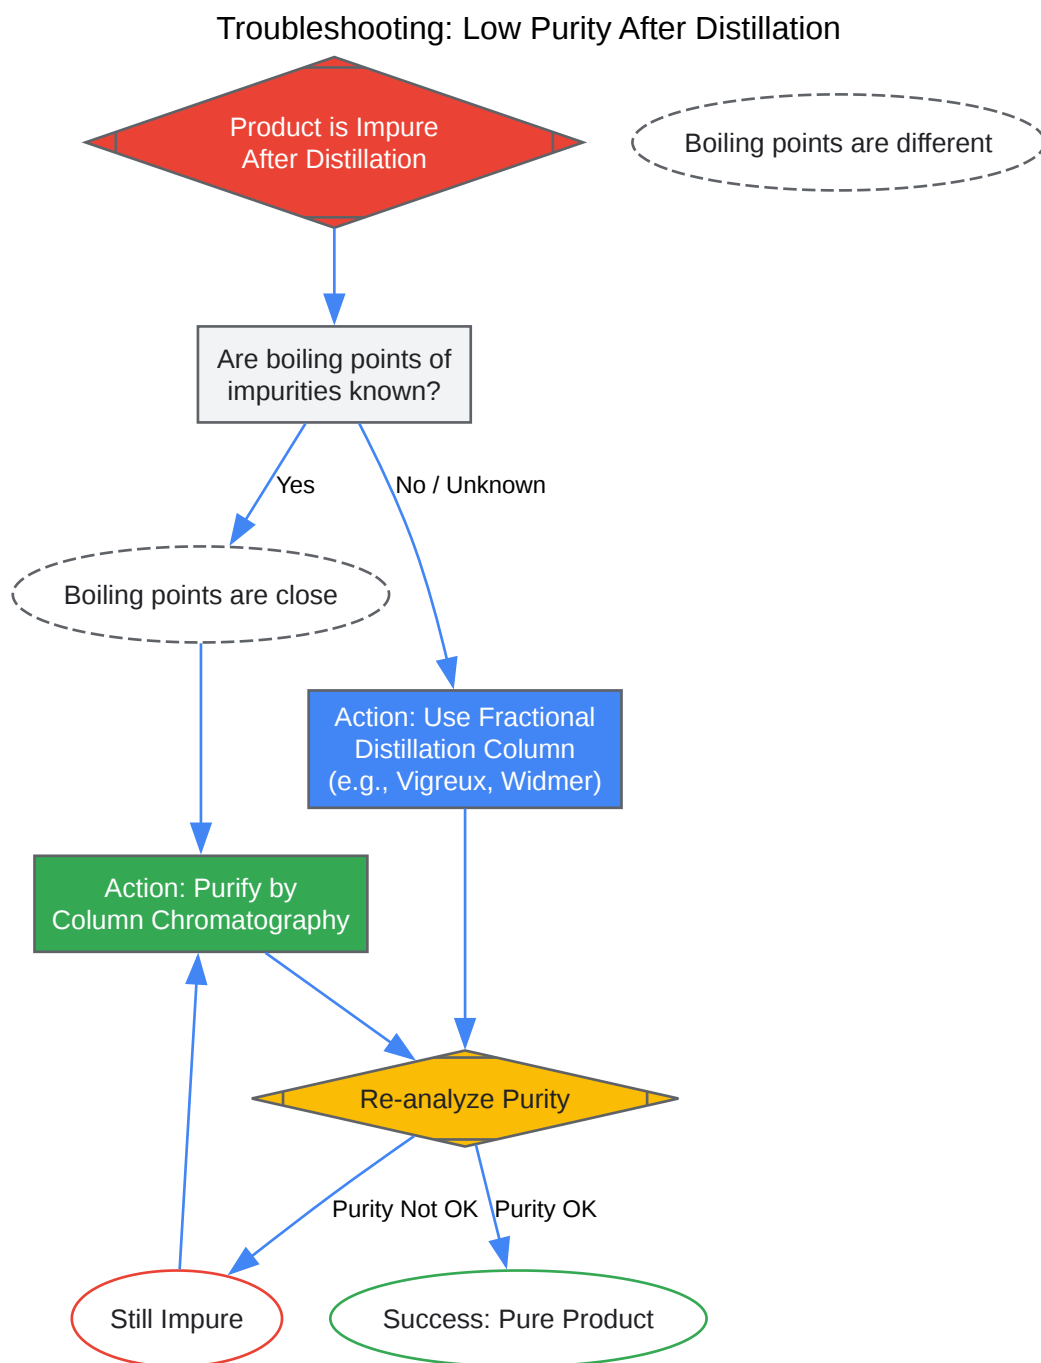 Troubleshooting: Low Purity After Distillation
Product is Impure
After Distillation
Boiling points are different
Are boiling points of
impurities known?
Yes
No / Unknown
Boiling points are close
Action: Use Fractional
Distillation Column
(e.g., Vigreux, Widmer)
Action: Purify by
Column Chromatography
Re-analyze Purity
Purity Not OK
Purity OK
Still Impure
Success: Pure Product